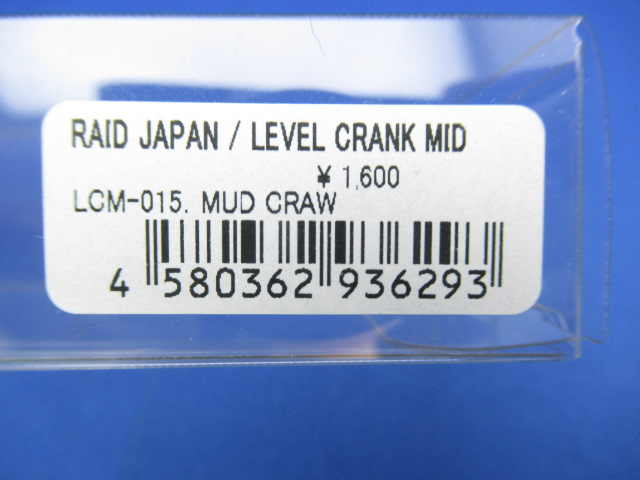 RAID JAPAN / LEVEL CRANK MID
¥ 1,600
LCM-015. MUD CRAW
4 580362 936293